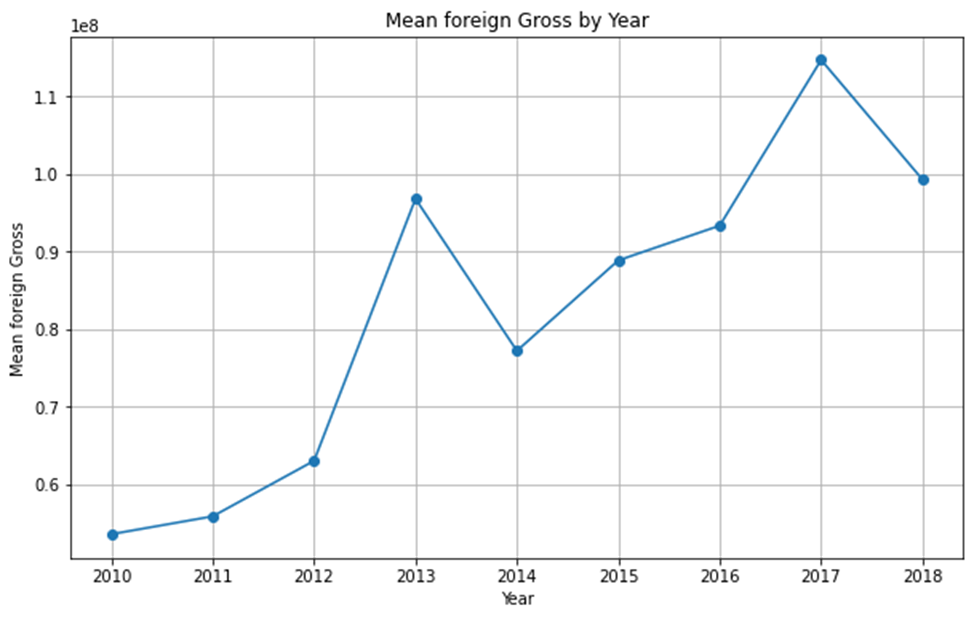 Mean foreign Gross by Year
1e8
1.1
1.0
0.9
0.8
0.7
0.6
Mean foreign Gross
2010 2011 2012 2013 2014 2015 2016 2017 2018
Year